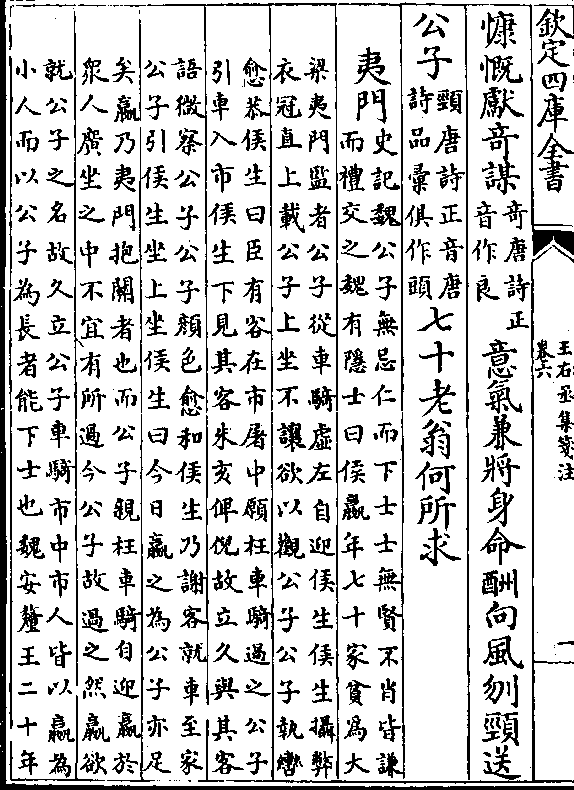 欽定四庫全書
王右丞集箋注
卷六
一
慷慨獻奇謀奇唐詩正
音作良意氣兼將身命酬向風刎頸送
公子頸唐詩正音唐
詩品彙俱作頭七十老翁何所求
夷門史記魏公子無忌仁而下士士無賢不肖皆謙
而禮交之魏有隱士曰侯嬴年七十家貧爲大
梁夷門監者公子從車騎虛左自迎侯生侯生攝弊
衣冠直上載公子上坐不讓欲以觀公子公子執轡
愈恭侯生曰臣有客在市屠中願枉車騎過之公子
引車入市侯生下見其客朱亥俾倪故立久與其客
語微察公子公子顏色愈和侯生乃謝客就車至家
公子引侯生坐上坐侯生曰今日嬴之為公子亦足
矣嬴乃夷門抱關者也而公子親枉車騎自迎嬴於
衆人廣坐之中不宜有所過今公子故過之然嬴欲
就公子之名故久立公子車騎市中市人皆以嬴為
小人而以公子為長者能下士也魏安釐王二十年